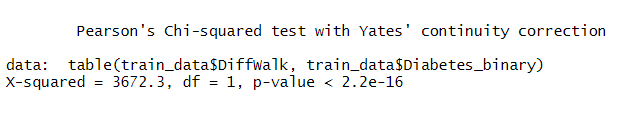 Pearson's Chi-squared test with Yates' continuity correction
data:  table(train_data$DiffWalk, train_data$Diabetes_binary)
X-squared = 3672.3, df = 1, p-value < 2.2e-16